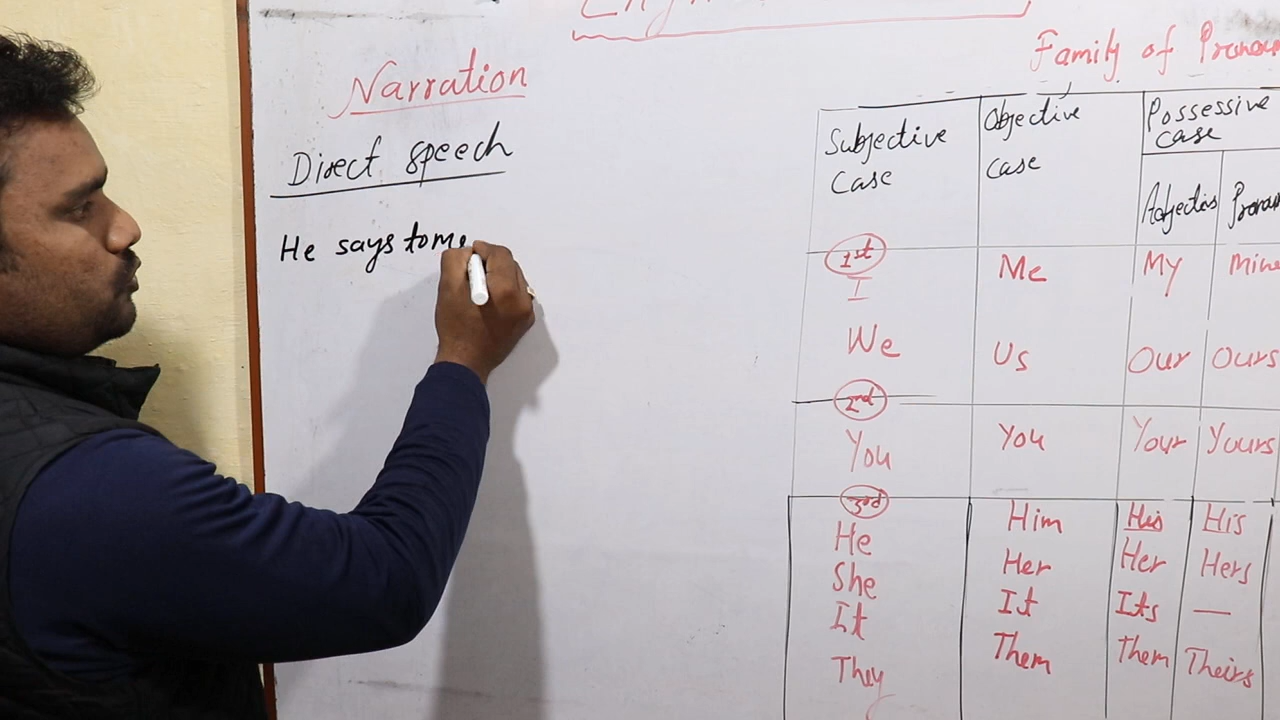 Narration
Direct speech
He says to me
Family of
Subjective Case
Objective case
Possessive case
1st
I
Me
My
Mine
We
Us
Our
Ours
2nd
You
You
Your
Yours
3rd
He
Him
His
His
She
Her
Her
Hers
It
It
Its
—
They
Them
Them
Theirs